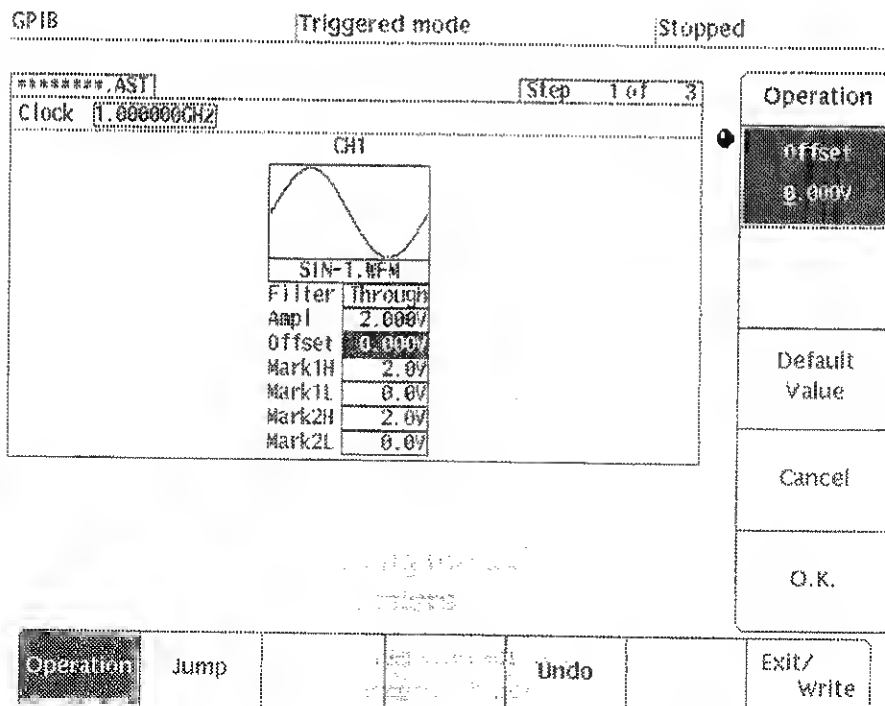 GPIB
Triggered mode
Stopped
********.AST
Step 1 of 3
Clock 1.000000GHz
CH1
SIN-1.WFM
Filter Through
Ampl 2.000V
Offset 0.000V
Mark1H 2.0V
Mark1L 0.0V
Mark2H 2.0V
Mark2L 0.0V
Operation
Offset
0.000V
Default
Value
Cancel
O.K.
Operation
Jump
Undo
Exit/
Write